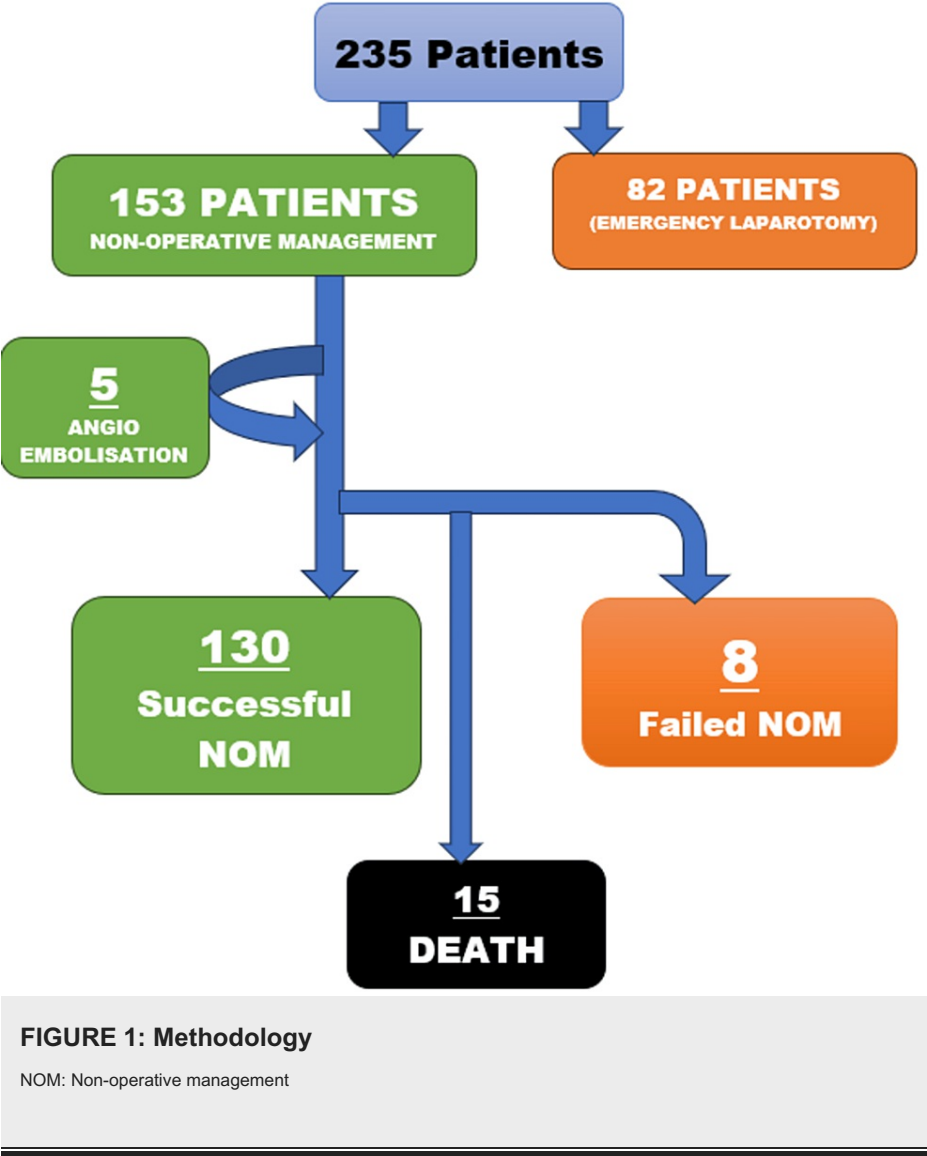 235 Patients
153 PATIENTS
NON-OPERATIVE MANAGEMENT
82 PATIENTS
(EMERGENCY LAPAROTOMY)
5
ANGIO
EMBOLISATION
130
Successful
NOM
8
Failed NOM
15
DEATH
FIGURE 1: Methodology
NOM: Non-operative management